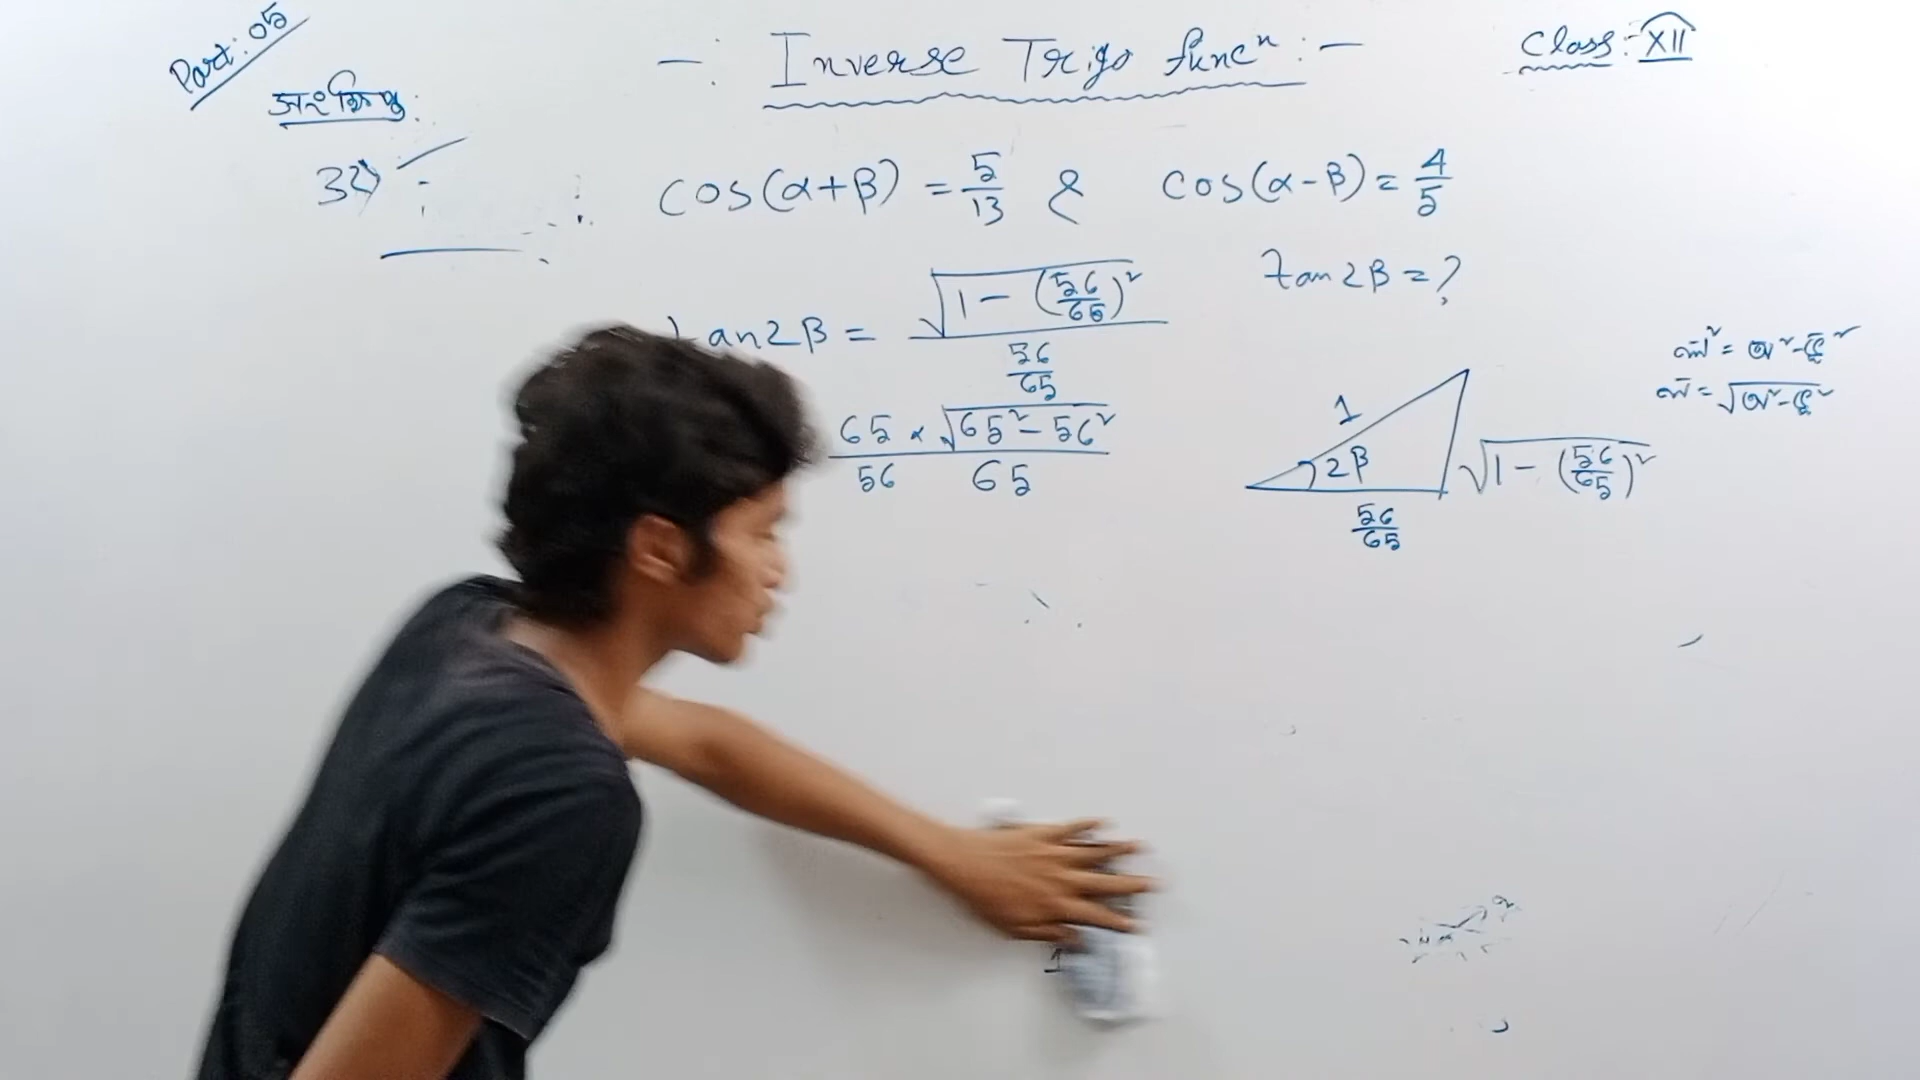 Part: 05
-: Inverse Trigo funcⁿ :-
Class:- XII
32)
cos(α+β) = 5/13 & cos(α-β) = 4/5
tan2β = ?
tan2β = √(1 - (56/65)²) / (56/65)
65 × √(65² - 56²) / 56 65
1
2β
√(1 - (56/65)²)
56/65